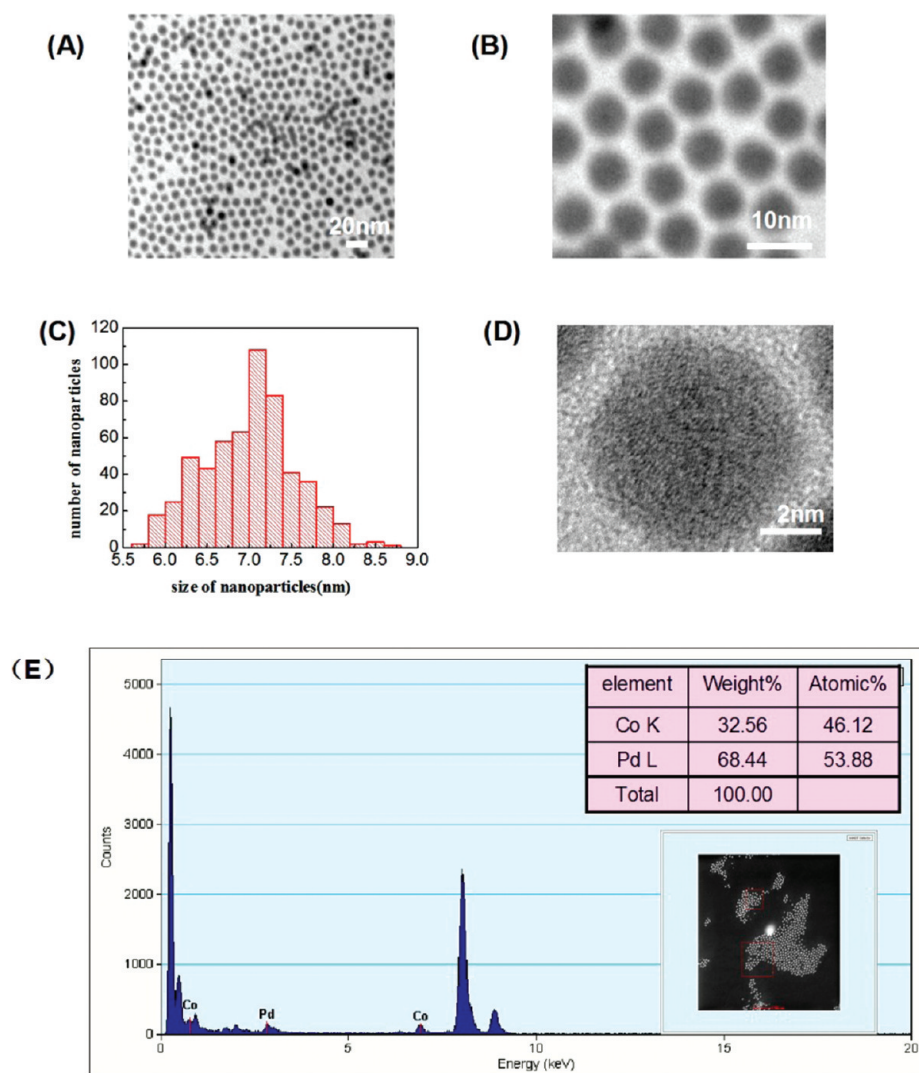 (A)
20nm
(B)
10nm
(C)
number of nanoparticles
120
100
80
60
40
20
0
5.5 6.0 6.5 7.0 7.5 8.0 8.5 9.0
size of nanoparticles(nm)
(D)
2nm
（E）
Counts
5000
4000
3000
2000
1000
0
Co
Pd
Co
0 5 10 15 20
Energy (keV)
element Weight% Atomic%
Co K 32.56 46.12
Pd L 68.44 53.88
Total 100.00